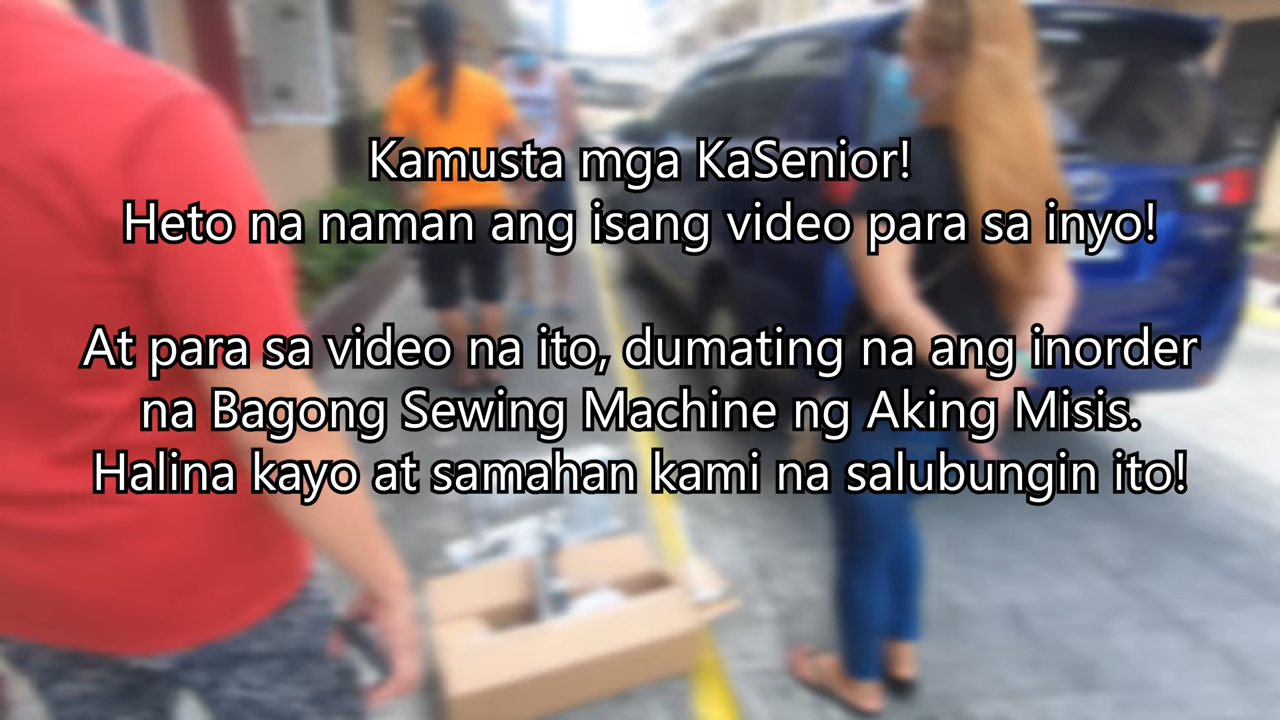 Kamusta mga KaSenior!
Heto na naman ang isang video para sa inyo!
At para sa video na ito, dumating na ang inorder
na Bagong Sewing Machine ng Aking Misis.
Halina kayo at samahan kami na salubungin ito!